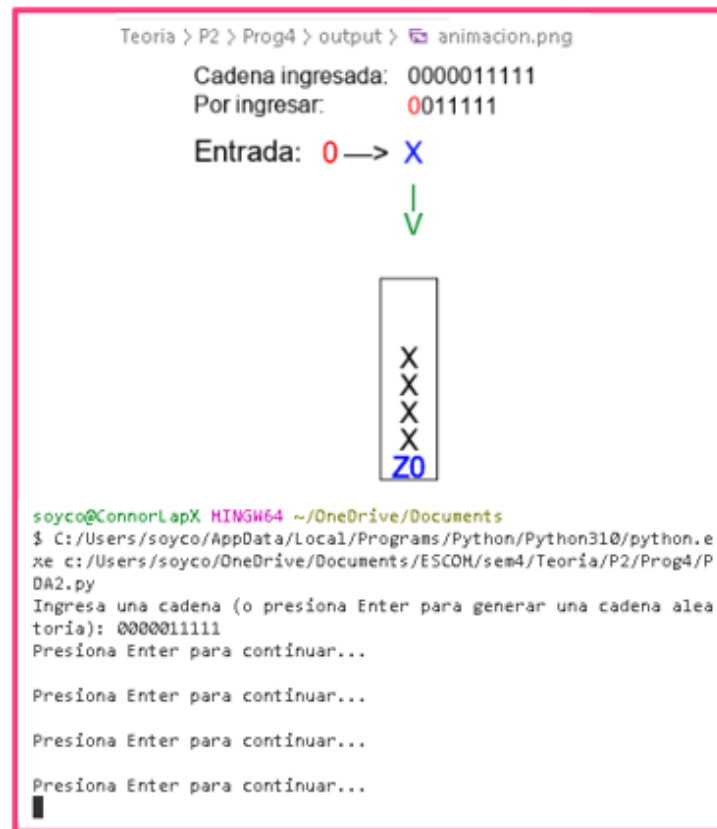 Teoria > P2 > Prog4 > output > animacion.png
Cadena ingresada: 0000011111
Por ingresar: 0011111
Entrada: 0 —> X
|
V
X
X
X
X
Z0
soyco@ConnorLapX MINGW64 ~/OneDrive/Documents
$ C:/Users/soyco/AppData/Local/Programs/Python/Python310/python.e
xe c:/Users/soyco/OneDrive/Documents/ESCOM/sem4/Teoria/P2/Prog4/P
DA2.py
Ingresa una cadena (o presiona Enter para generar una cadena alea
toria): 0000011111
Presiona Enter para continuar...
Presiona Enter para continuar...
Presiona Enter para continuar...
Presiona Enter para continuar...